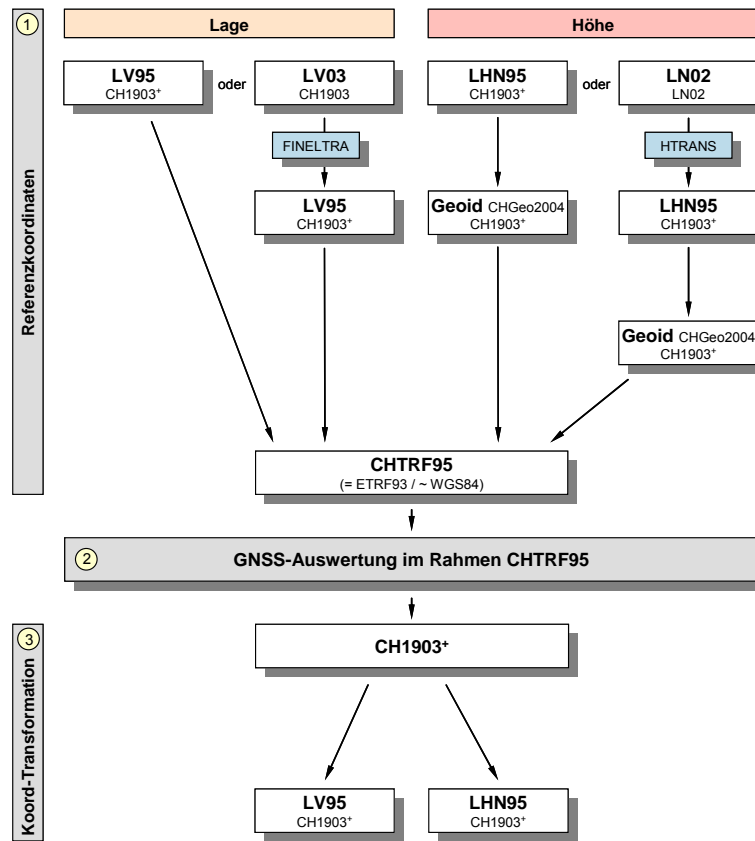 1
Lage
Höhe
Referenzkoordinaten
LV95
CH1903+
oder
LV03
CH1903
LHN95
CH1903+
oder
LN02
LN02
FINELTRA
HTRANS
LV95
CH1903+
Geoid CHGeo2004
CH1903+
LHN95
CH1903+
Geoid CHGeo2004
CH1903+
CHTRF95
(= ETRF93 / ~ WGS84)
2
GNSS-Auswertung im Rahmen CHTRF95
3
Koord-Transformation
CH1903+
LV95
CH1903+
LHN95
CH1903+